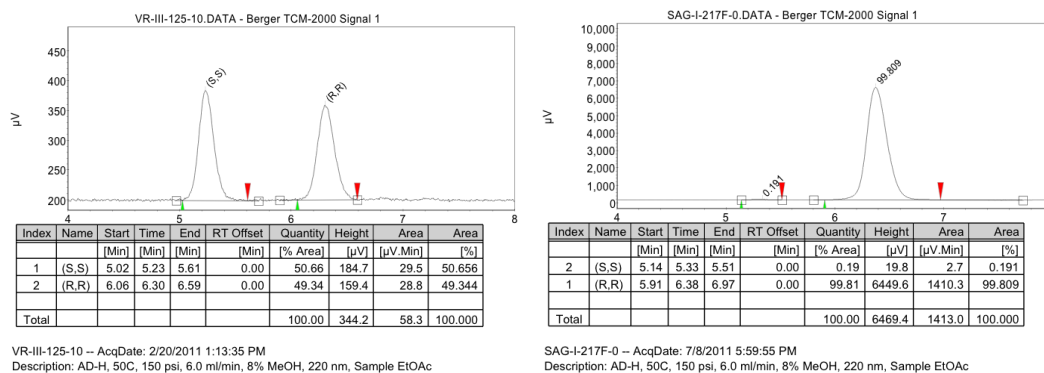 VR-III-125-10.DATA - Berger TCM-2000 Signal 1
µV
450
400
350
300
250
200
(S,S)
(R,R)
4 5 6 7 8
Index Name Start Time End RT Offset Quantity Height Area Area
[Min] [Min] [Min] [Min] [% Area] [µV] [µV.Min] [%]
1 (S,S) 5.02 5.23 5.61 0.00 50.66 184.7 29.5 50.656
2 (R,R) 6.06 6.30 6.59 0.00 49.34 159.4 28.8 49.344
Total 100.00 344.2 58.3 100.000
VR-III-125-10 -- AcqDate: 2/20/2011 1:13:35 PM
Description: AD-H, 50C, 150 psi, 6.0 ml/min, 8% MeOH, 220 nm, Sample EtOAc
SAG-I-217F-0.DATA - Berger TCM-2000 Signal 1
µV
10,000
9,000
8,000
7,000
6,000
5,000
4,000
3,000
2,000
1,000
0
0.191
99.809
4 5 6 7
Index Name Start Time End RT Offset Quantity Height Area Area
[Min] [Min] [Min] [Min] [% Area] [µV] [µV.Min] [%]
2 (S,S) 5.14 5.33 5.51 0.00 0.19 19.8 2.7 0.191
1 (R,R) 5.91 6.38 6.97 0.00 99.81 6449.6 1410.3 99.809
Total 100.00 6469.4 1413.0 100.000
SAG-I-217F-0 -- AcqDate: 7/8/2011 5:59:55 PM
Description: AD-H, 50C, 150 psi, 6.0 ml/min, 8% MeOH, 220 nm, Sample EtOAc